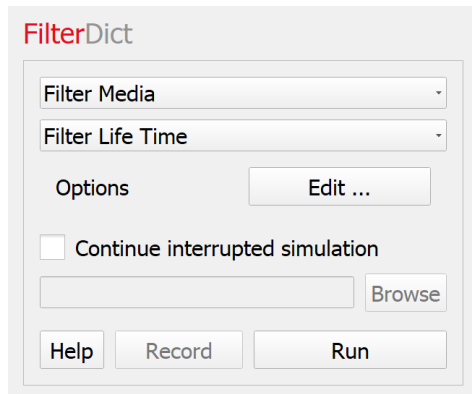 FilterDict
Filter Media
Filter Life Time
Options Edit ...
Continue interrupted simulation
Browse
Help Record Run